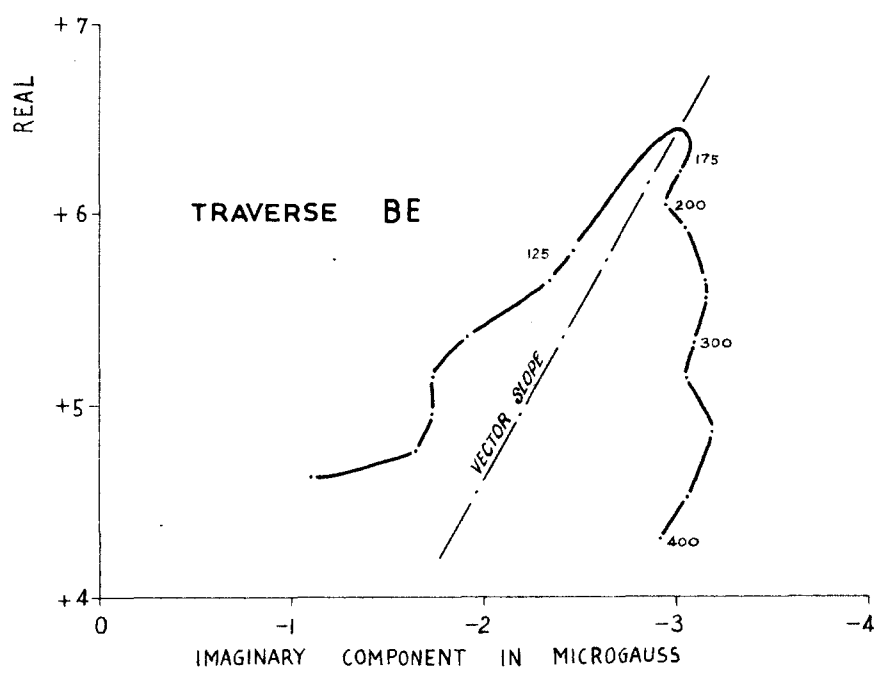 +7
REAL
175
TRAVERSE BE
+6
200
125
300
VECTOR SLOPE
+5
400
+4
0 -1 -2 -3 -4
IMAGINARY COMPONENT IN MICROGAUSS